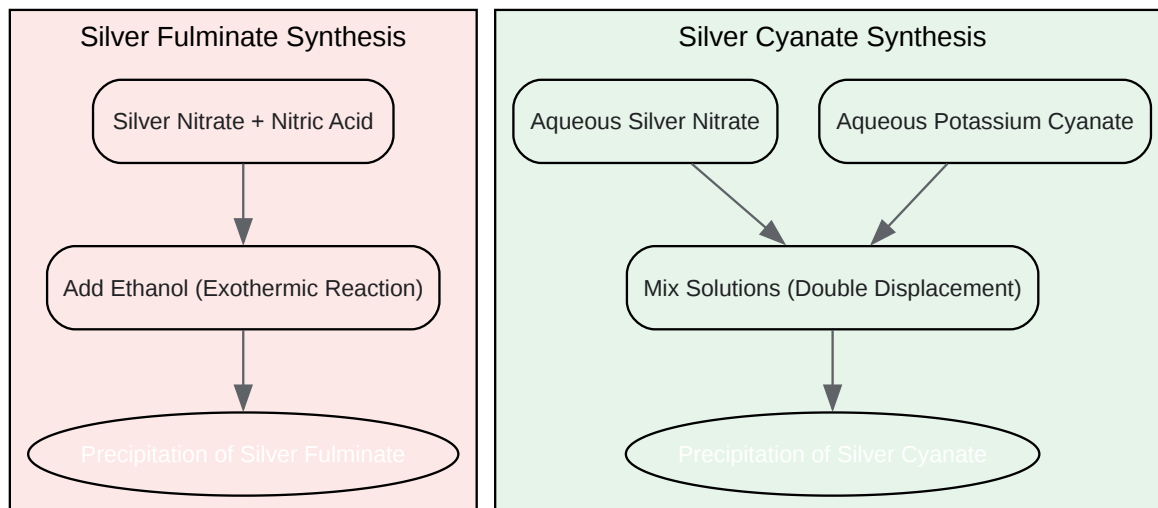 Silver Fulminate Synthesis
Silver Nitrate + Nitric Acid
Add Ethanol (Exothermic Reaction)
Precipitation of Silver Fulminate
Silver Cyanate Synthesis
Aqueous Silver Nitrate
Aqueous Potassium Cyanate
Mix Solutions (Double Displacement)
Precipitation of Silver Cyanate